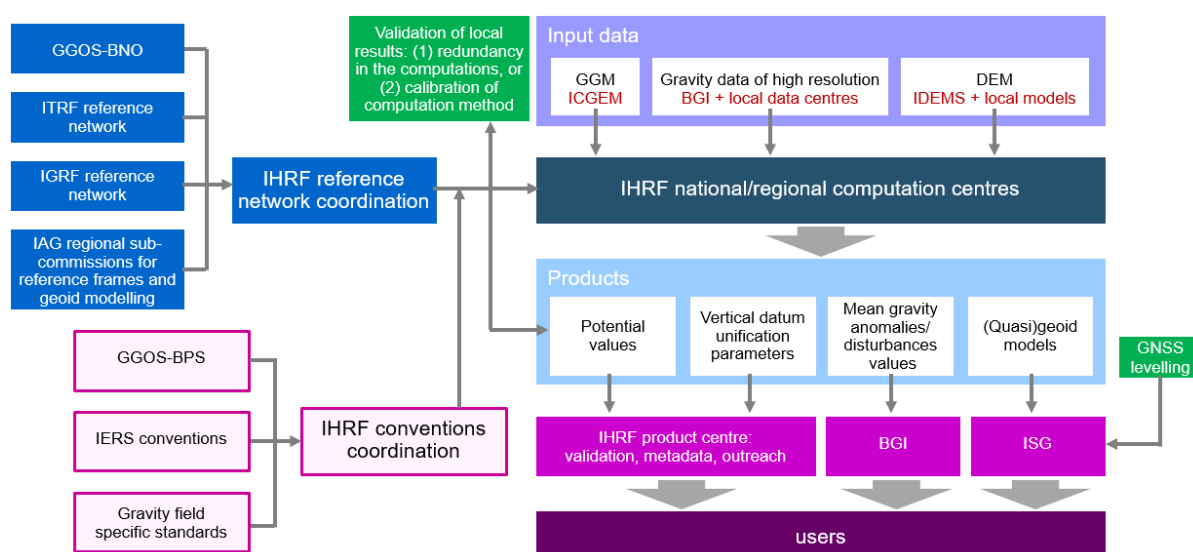 GGOS-BNO
ITRF reference
network
IGRF reference
network
IAG regional sub-
commissions for
reference frames and
geoid modelling
IHRF reference
network coordination
Validation of local
results: (1) redundancy
in the computations, or
(2) calibration of
computation method
Input data
GGM
ICGEM
Gravity data of high resolution
BGI + local data centres
DEM
IDEMS + local models
IHRF national/regional computation centres
Products
Potential
values
Vertical datum
unification
parameters
Mean gravity
anomalies/
disturbances
values
(Quasi)geoid
models
GNSS
levelling
GGOS-BPS
IERS conventions
Gravity field
specific standards
IHRF conventions
coordination
IHRF product centre:
validation, metadata, outreach
BGI
ISG
users